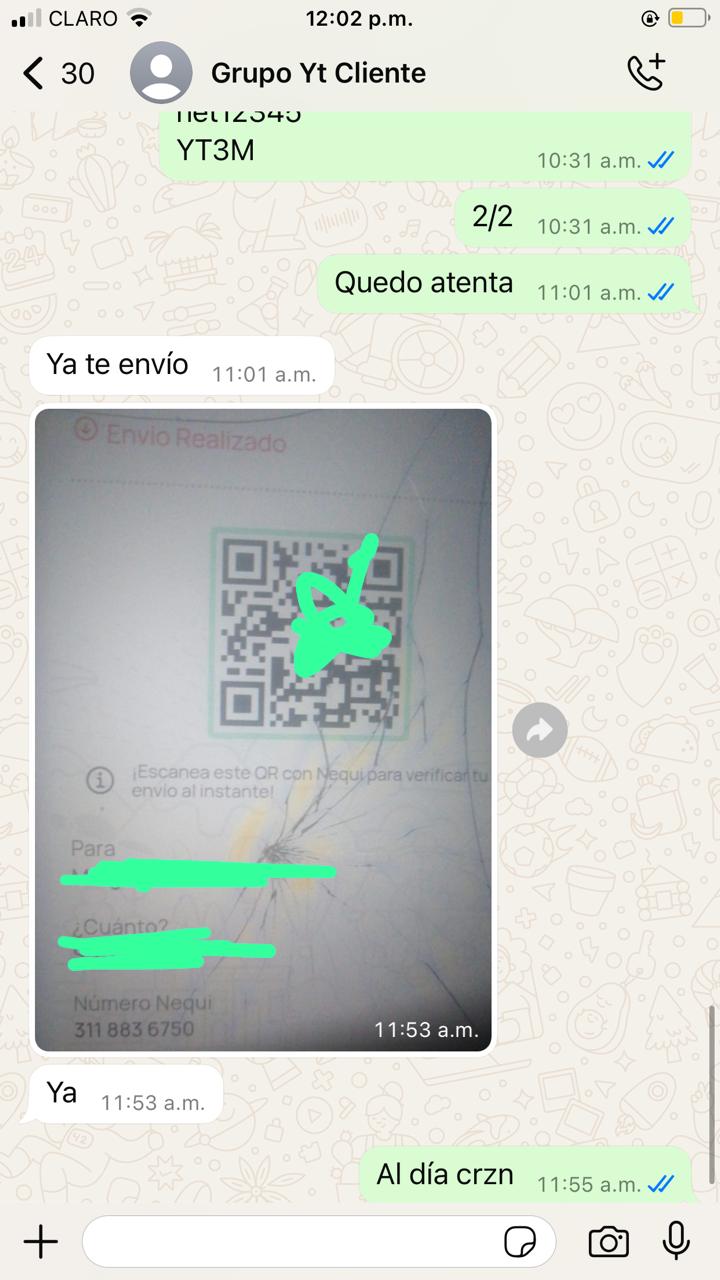 CLARO
12:02 p.m.
30
Grupo Yt Cliente
net12345
YT3M
10:31 a.m.
2/2
10:31 a.m.
Quedo atenta
11:01 a.m.
Ya te envío
11:01 a.m.
Envio Realizado
¡Escanea este QR con Nequi para verificar tu
envío al instante!
Para
¿Cuánto?
Número Nequi
311 883 6750
11:53 a.m.
Ya
11:53 a.m.
Al día crzn
11:55 a.m.